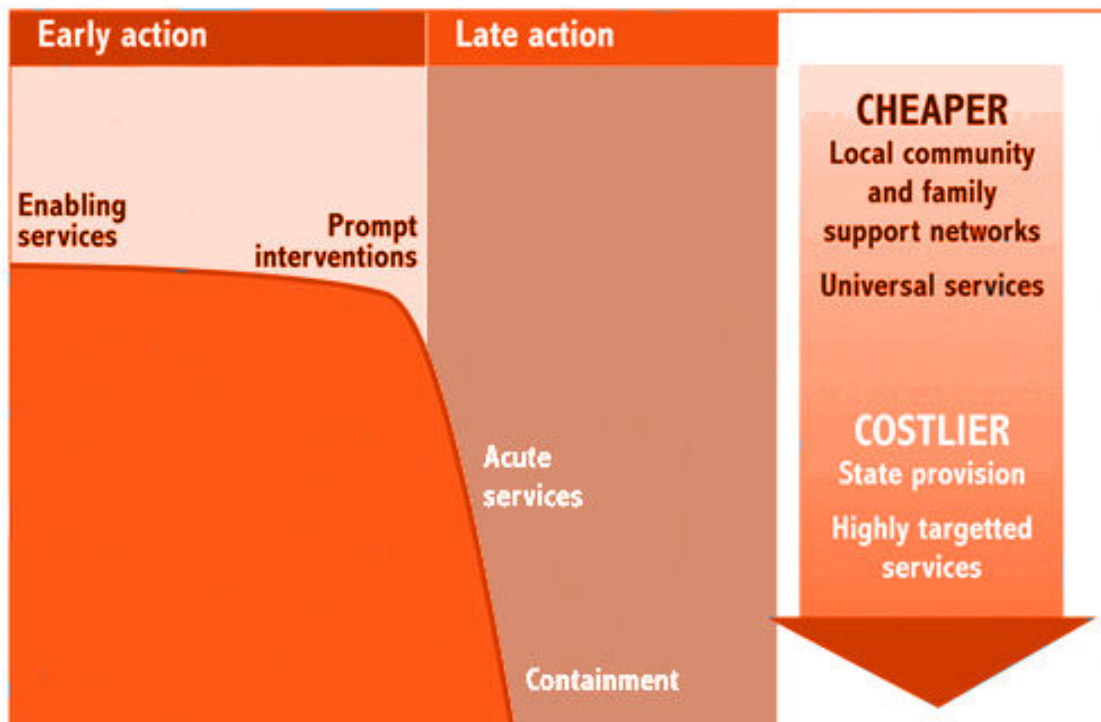 Early action
Late action
Enabling
services
Prompt
interventions
Acute
services
Containment
CHEAPER
Local community
and family
support networks
Universal services
COSTLIER
State provision
Highly targetted
services